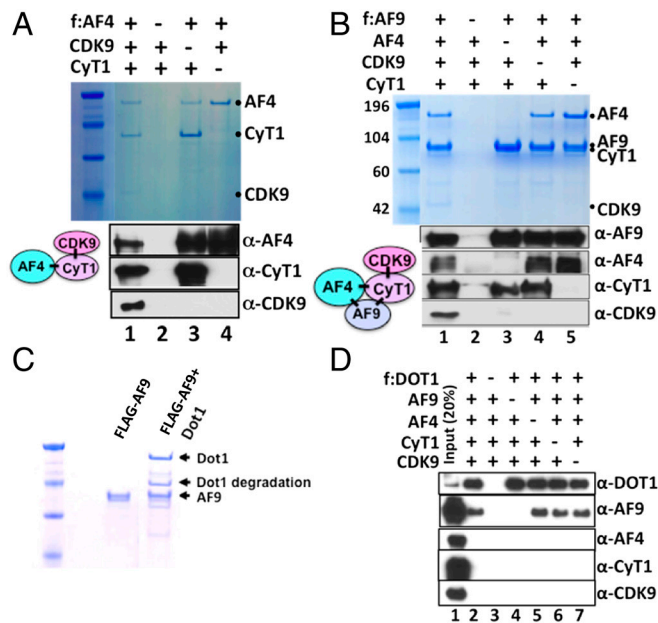 A
f:AF4 + - + +
CDK9 + + - +
CyT1 + + + -
AF4
CyT1
CDK9
α-AF4
α-CyT1
α-CDK9
1 2 3 4
CDK9
AF4 CyT1
B
f:AF9 + - + + +
AF4 + + - + +
CDK9 + + + - +
CyT1 + + + + -
196
104
60
42
AF4
AF9
CyT1
CDK9
α-AF9
α-AF4
α-CyT1
α-CDK9
1 2 3 4 5
CDK9
AF4 CyT1
AF9
C
FLAG-AF9
FLAG-AF9+
Dot1
Dot1
Dot1 degradation
AF9
D
Input (20%)
f:DOT1 + - + + + +
AF9 + + - + + +
AF4 + + + - + +
CyT1 + + + + - +
CDK9 + + + + + -
α-DOT1
α-AF9
α-AF4
α-CyT1
α-CDK9
1 2 3 4 5 6 7